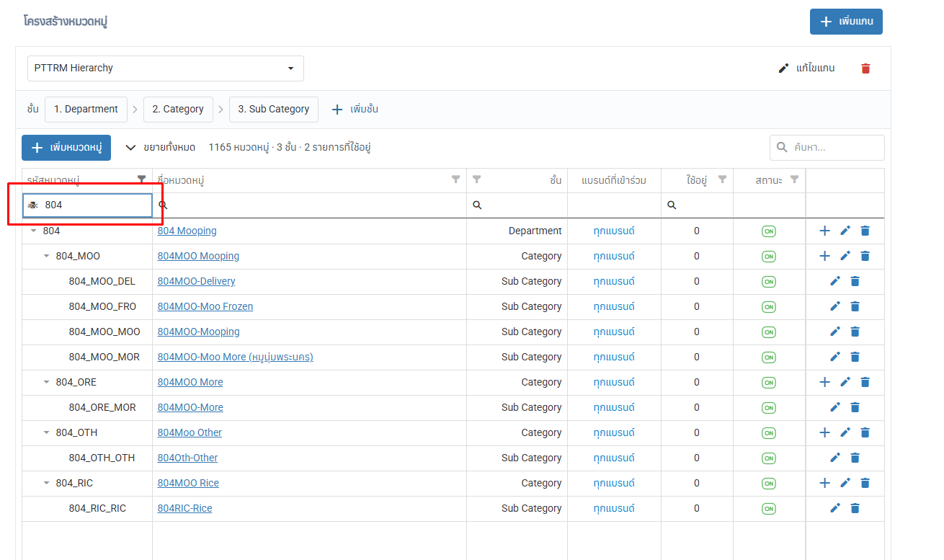 โครงสร้างหมวดหมู่
เพิ่มแกน
PTTRM Hierarchy
แก้ไขแกน
ชั้น 1. Department 2. Category 3. Sub Category เพิ่มชั้น
เพิ่มหมวดหมู่ ขยายทั้งหมด 1165 หมวดหมู่ · 3 ชั้น · 2 รายการที่ใช้อยู่ ค้นหา...
รหัสหมวดหมู่ ชื่อหมวดหมู่ ชั้น แบรนด์ที่เข้าร่วม ใช้อยู่ สถานะ
804
804 804 Mooping Department ทุกแบรนด์ 0 ON
804_MOO 804MOO Mooping Category ทุกแบรนด์ 0 ON
804_MOO_DEL 804MOO-Delivery Sub Category ทุกแบรนด์ 0 ON
804_MOO_FRO 804MOO-Moo Frozen Sub Category ทุกแบรนด์ 0 ON
804_MOO_MOO 804MOO-Mooping Sub Category ทุกแบรนด์ 0 ON
804_MOO_MOR 804MOO-Moo More (หมูนุ่มพระนคร) Sub Category ทุกแบรนด์ 0 ON
804_ORE 804MOO More Category ทุกแบรนด์ 0 ON
804_ORE_MOR 804MOO-More Sub Category ทุกแบรนด์ 0 ON
804_OTH 804Moo Other Category ทุกแบรนด์ 0 ON
804_OTH_OTH 804Oth-Other Sub Category ทุกแบรนด์ 0 ON
804_RIC 804MOO Rice Category ทุกแบรนด์ 0 ON
804_RIC_RIC 804RIC-Rice Sub Category ทุกแบรนด์ 0 ON